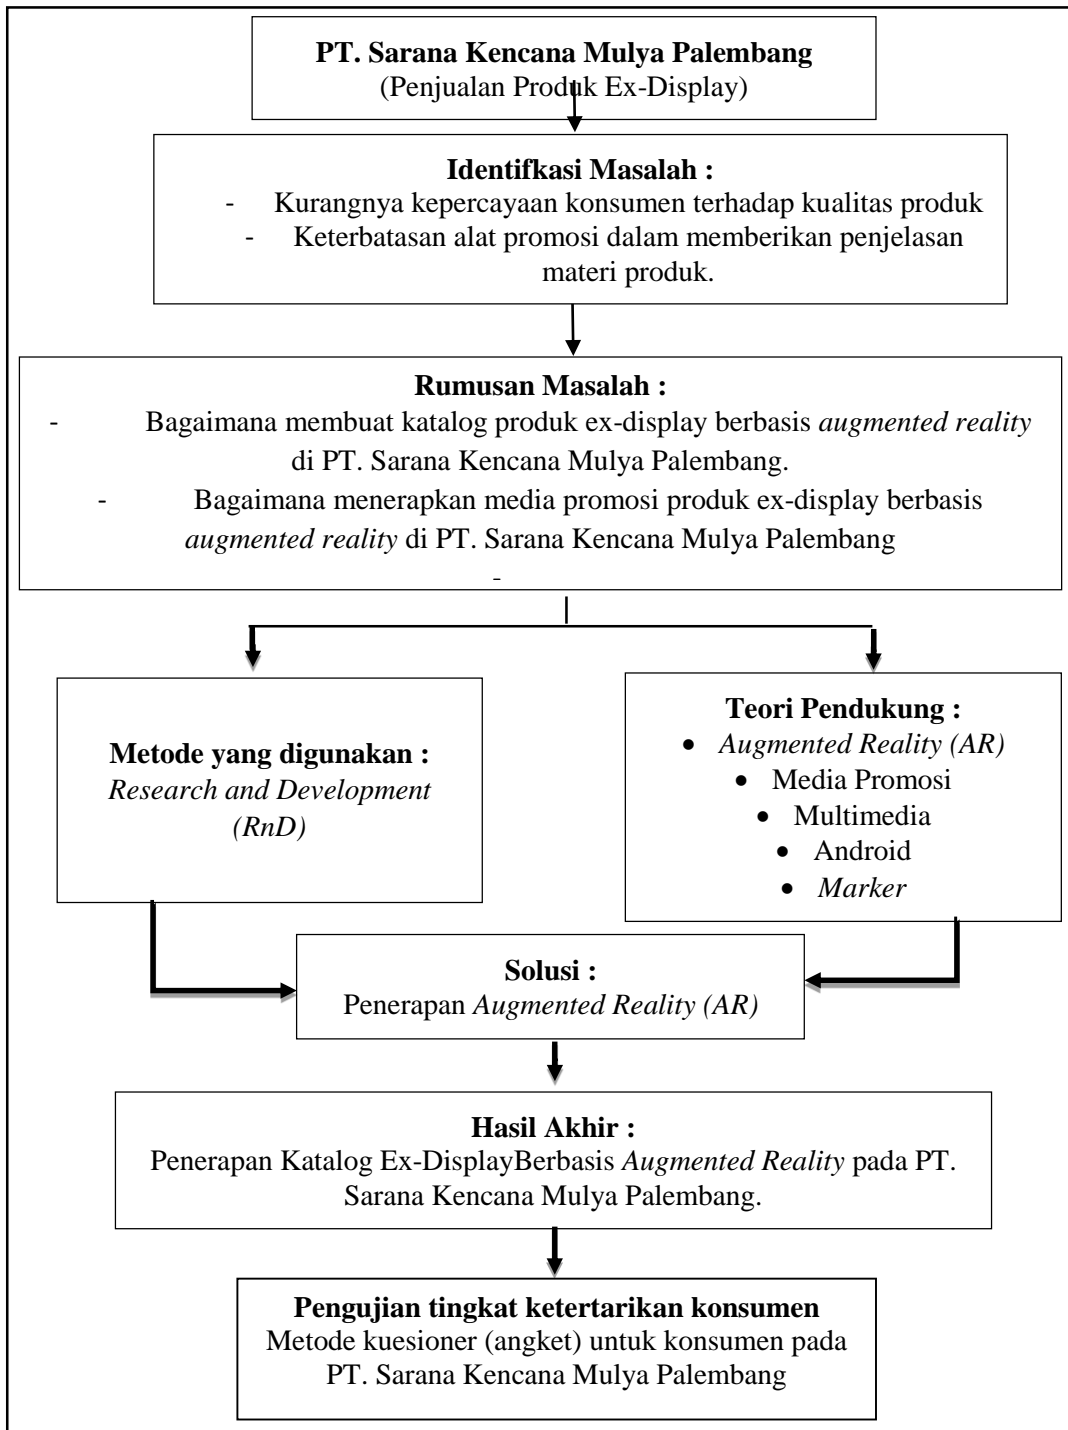 PT. Sarana Kencana Mulya Palembang
(Penjualan Produk Ex-Display)
Identifkasi Masalah :
- Kurangnya kepercayaan konsumen terhadap kualitas produk
- Keterbatasan alat promosi dalam memberikan penjelasan
materi produk.
Rumusan Masalah :
- Bagaimana membuat katalog produk ex-display berbasis augmented reality
di PT. Sarana Kencana Mulya Palembang.
- Bagaimana menerapkan media promosi produk ex-display berbasis
augmented reality di PT. Sarana Kencana Mulya Palembang
-
Metode yang digunakan :
Research and Development
(RnD)
Teori Pendukung :
• Augmented Reality (AR)
• Media Promosi
• Multimedia
• Android
• Marker
Solusi :
Penerapan Augmented Reality (AR)
Hasil Akhir :
Penerapan Katalog Ex-DisplayBerbasis Augmented Reality pada PT.
Sarana Kencana Mulya Palembang.
Pengujian tingkat ketertarikan konsumen
Metode kuesioner (angket) untuk konsumen pada
PT. Sarana Kencana Mulya Palembang